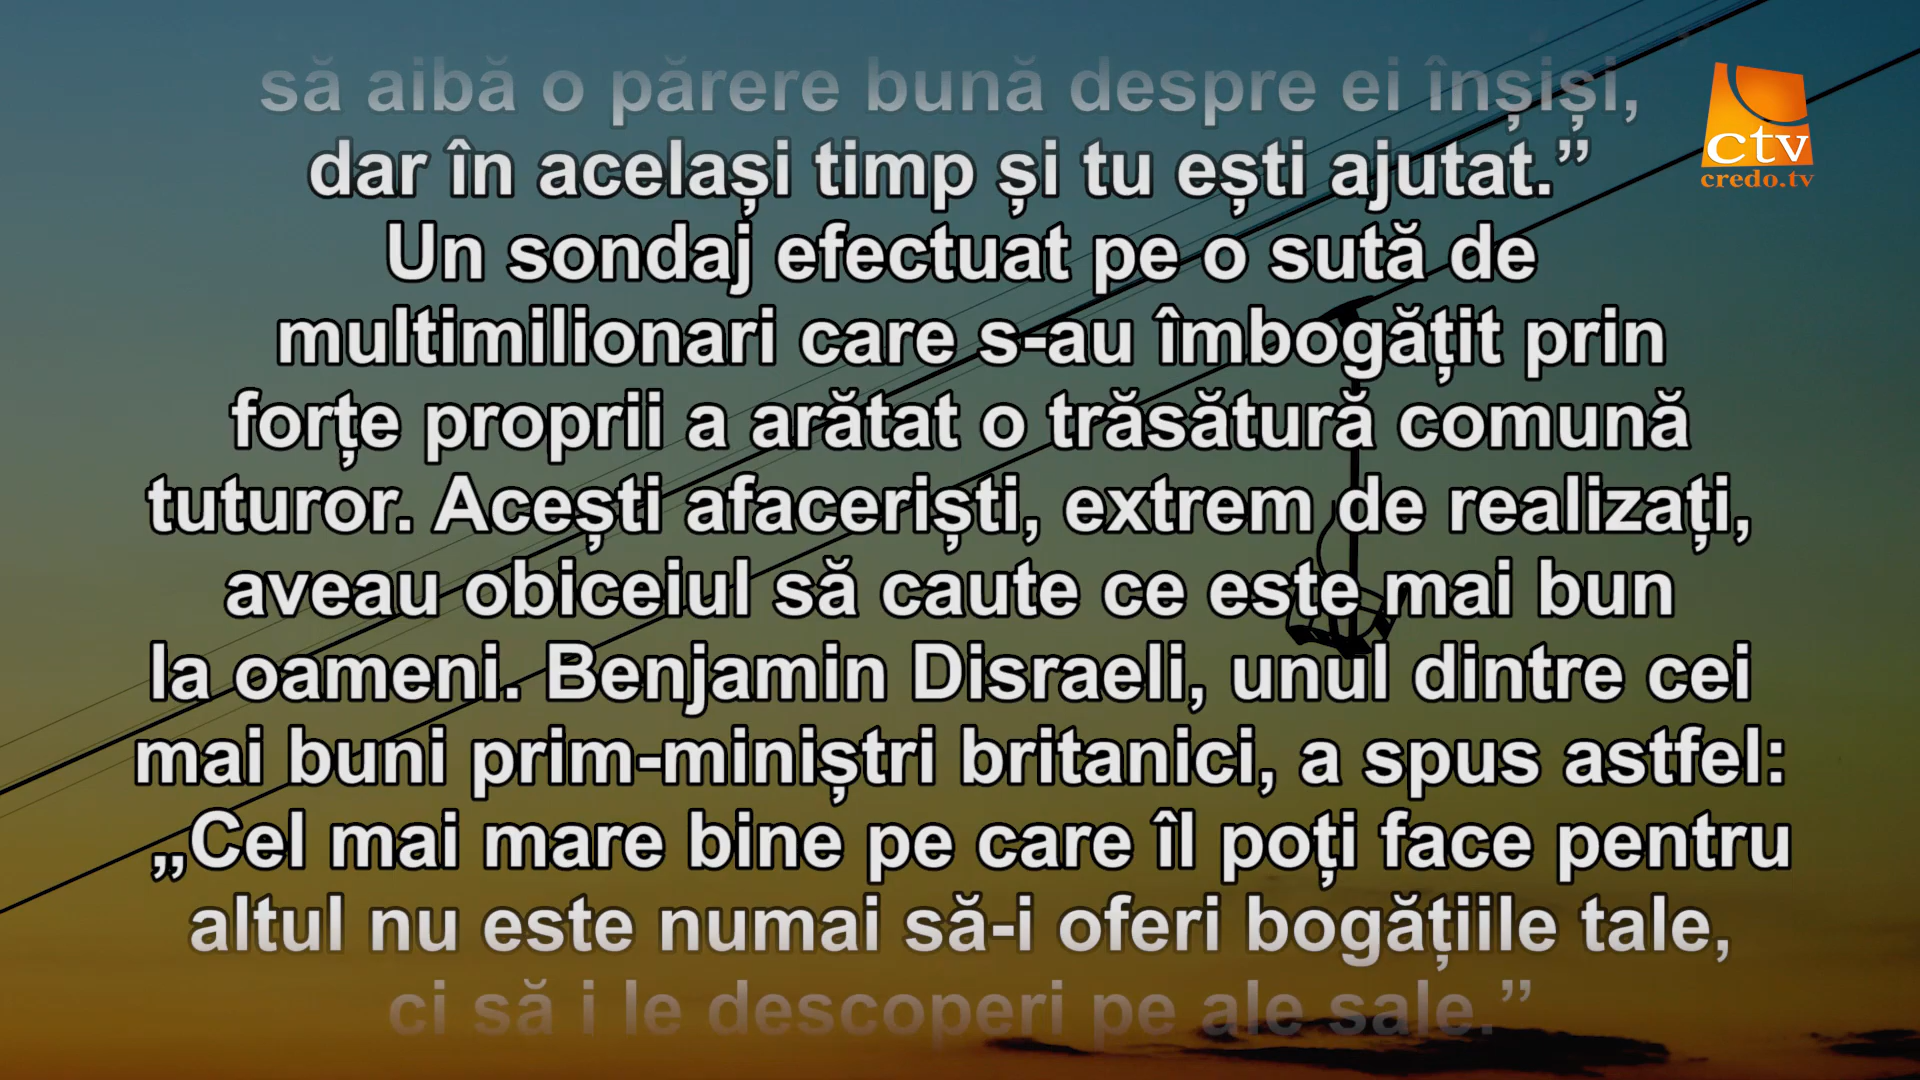 să aibă o părere bună despre ei înșiși,
dar în același timp și tu ești ajutat.”
Un sondaj efectuat pe o sută de
multimilionari care s-au îmbogățit prin
forțe proprii a arătat o trăsătură comună
tuturor. Acești afaceriști, extrem de realizați,
aveau obiceiul să caute ce este mai bun
la oameni. Benjamin Disraeli, unul dintre cei
mai buni prim-miniștri britanici, a spus astfel:
„Cel mai mare bine pe care îl poți face pentru
altul nu este numai să-i oferi bogățiile tale,
ci să i le descoperi pe ale sale.”
ctv
credo.tv